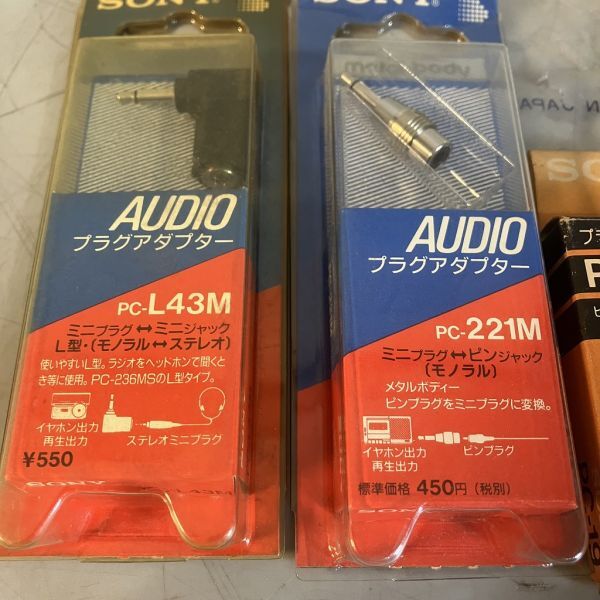 SONY
AUDIO
プラグアダプター
PC-L43M
ミニプラグ↔ミニジャック
L型・(モノラル↔ステレオ)
使いやすいL型。ラジオをヘッドホンで聞くと
き等に使用。PC-236MSのL型タイプ。
イヤホン出力
再生出力
ステレオミニプラグ
¥550
SONY
L43M
SONY
metal body
AUDIO
プラグアダプター
PC-221M
ミニプラグ↔ピンジャック
(モノラル)
メタルボディー
ピンプラグをミニプラグに変換。
イヤホン出力
再生出力
ピンプラグ
標準価格 450円 (税別)
SONY
N JAPA
SO
プラ
P
ピ